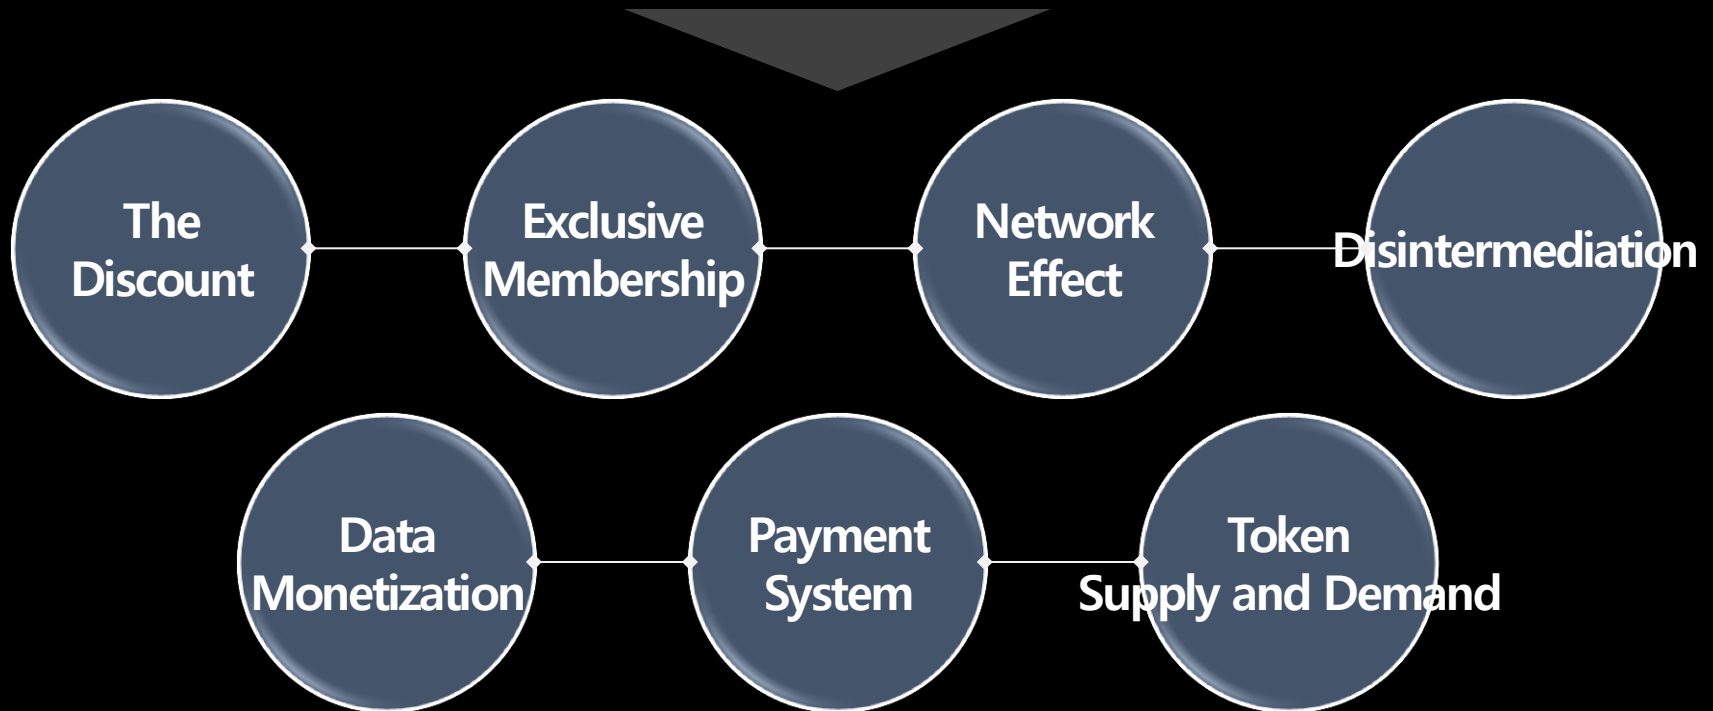 The
Discount
Exclusive
Membership
Network
Effect
Disintermediation
Data
Monetization
Payment
System
Token
Supply and Demand